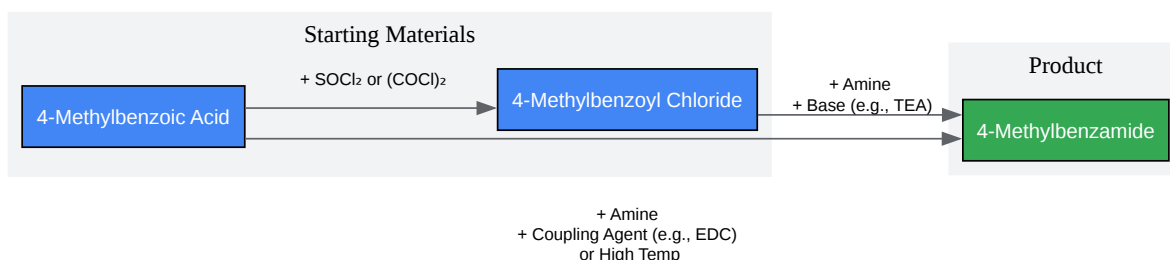 Starting Materials
+ SOCl₂ or (COCl)₂
4-Methylbenzoic Acid
4-Methylbenzoyl Chloride
+ Amine
+ Base (e.g., TEA)
Product
4-Methylbenzamide
+ Amine
+ Coupling Agent (e.g., EDC)
or High Temp